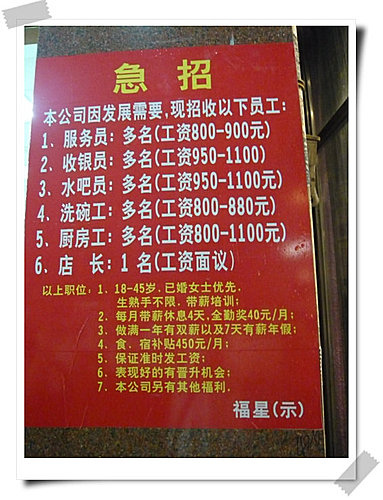 急招
本公司因发展需要,现招收以下员工:
1、服务员: 多名(工资800-900元)
2、收银员: 多名(工资950-1100)
3、水吧员: 多名(工资950-1100元)
4、洗碗工: 多名(工资800-880元)
5、厨房工: 多名(工资800-1100元)
6、店 长: 1 名(工资面议)
以上职位: 1、18-45岁. 已婚女士优先.
生熟手不限. 带薪培训;
2、每月带薪休息4天, 全勤奖40元/月;
3、做满一年有双薪以及7天有薪年假;
4、食、宿补贴450元/月;
5、保证准时发工资;
6、表现好的有晋升机会;
7、本公司另有其他福利.
福星(示)